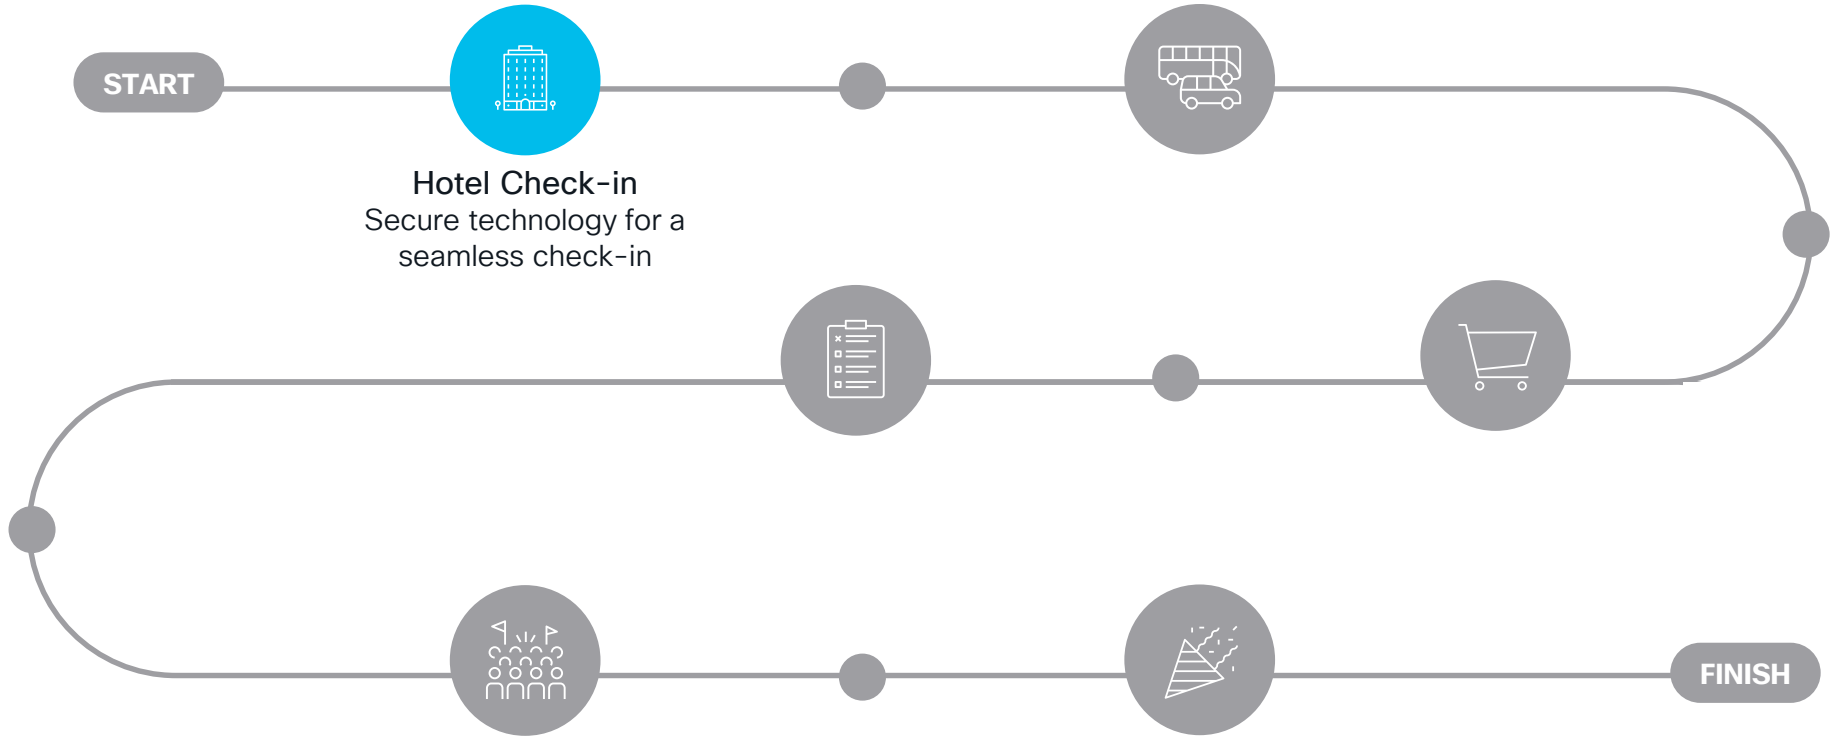 START
Hotel Check-in
Secure technology for a
seamless check-in
FINISH